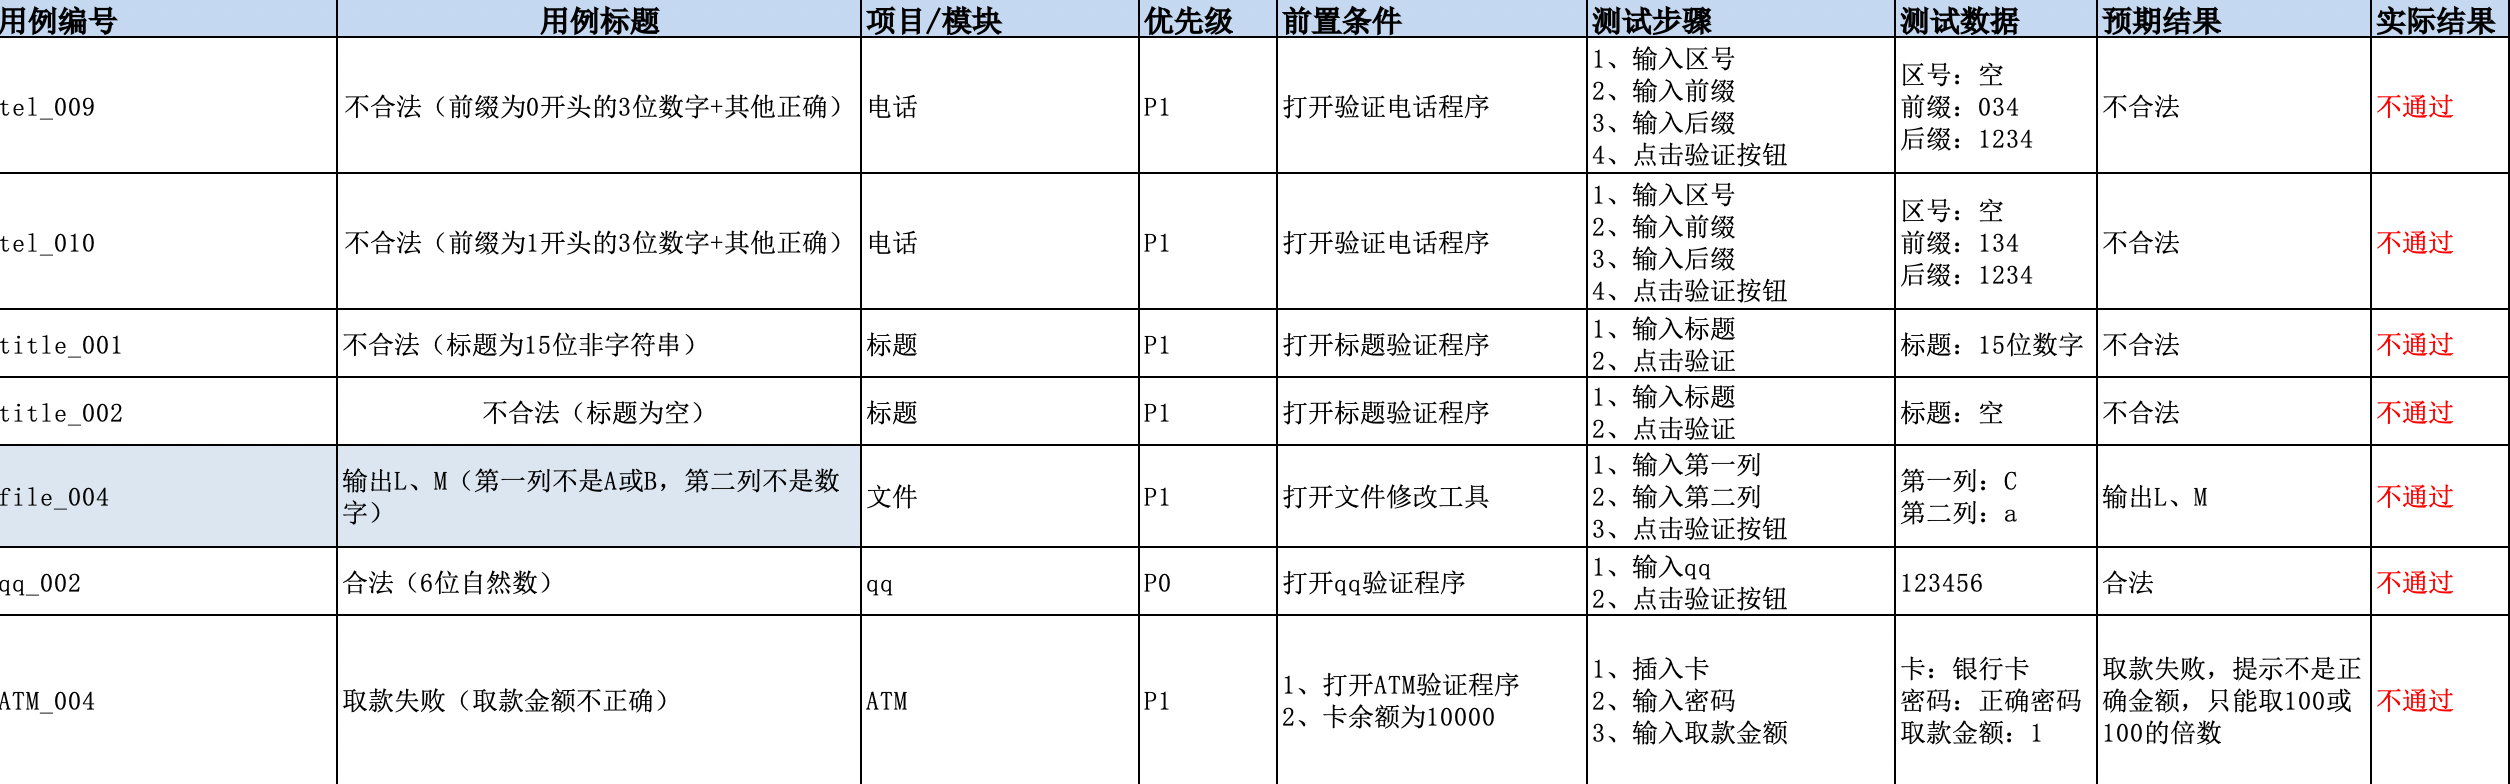 用例编号 用例标题 项目/模块 优先级 前置条件 测试步骤 测试数据 预期结果 实际结果
tel_009
不合法（前缀为0开头的3位数字+其他正确）
电话
P1
打开验证电话程序
1、输入区号
2、输入前缀
3、输入后缀
4、点击验证按钮
区号：空
前缀：034
后缀：1234
不合法
不通过
tel_010
不合法（前缀为1开头的3位数字+其他正确）
电话
P1
打开验证电话程序
1、输入区号
2、输入前缀
3、输入后缀
4、点击验证按钮
区号：空
前缀：134
后缀：1234
不合法
不通过
title_001
不合法（标题为15位非字符串）
标题
P1
打开标题验证程序
1、输入标题
2、点击验证
标题：15位数字
不合法
不通过
title_002
不合法（标题为空）
标题
P1
打开标题验证程序
1、输入标题
2、点击验证
标题：空
不合法
不通过
file_004
输出L、M（第一列不是A或B，第二列不是数
字）
文件
P1
打开文件修改工具
1、输入第一列
2、输入第二列
3、点击验证按钮
第一列：C
第二列：a
输出L、M
不通过
qq_002
合法（6位自然数）
qq
P0
打开qq验证程序
1、输入qq
2、点击验证按钮
123456
合法
不通过
ATM_004
取款失败（取款金额不正确）
ATM
P1
1、打开ATM验证程序
2、卡余额为10000
1、插入卡
2、输入密码
3、输入取款金额
卡：银行卡
密码：正确密码
取款金额：1
取款失败，提示不是正
确金额，只能取100或
100的倍数
不通过